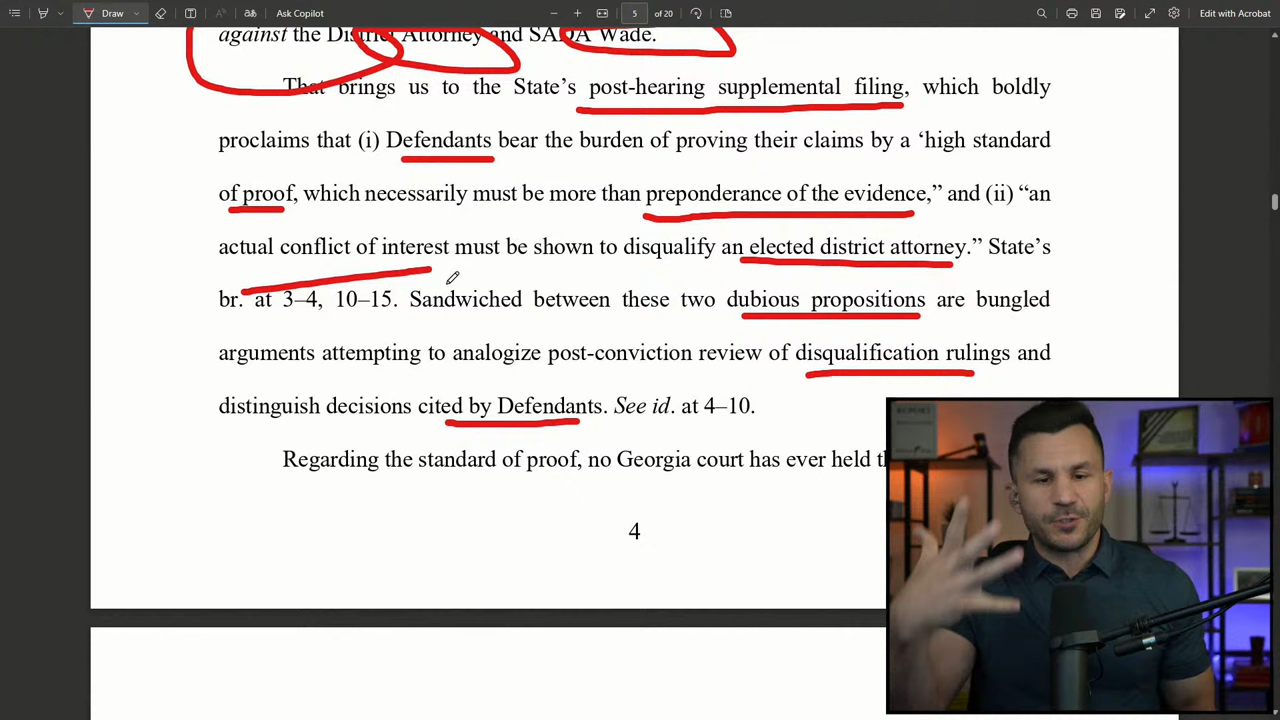 Draw
Ask Copilot
5 of 20
Edit with Acrobat
against the District Attorney and SADA Wade.
That brings us to the State’s post-hearing supplemental filing, which boldly
proclaims that (i) Defendants bear the burden of proving their claims by a ‘high standard
of proof, which necessarily must be more than preponderance of the evidence,” and (ii) “an
actual conflict of interest must be shown to disqualify an elected district attorney.” State’s
br. at 3–4, 10–15. Sandwiched between these two dubious propositions are bungled
arguments attempting to analogize post-conviction review of disqualification rulings and
distinguish decisions cited by Defendants. See id. at 4–10.
Regarding the standard of proof, no Georgia court has ever held
4